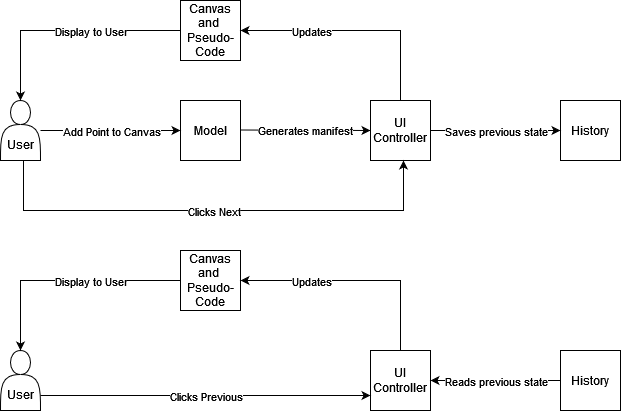 Canvas
and
Pseudo-
Code
Display to User
Updates
User
Add Point to Canvas
Model
Generates manifest
UI
Controller
Saves previous state
History
Clicks Next
Canvas
and
Pseudo-
Code
Display to User
Updates
User
Clicks Previous
UI
Controller
Reads previous state
History